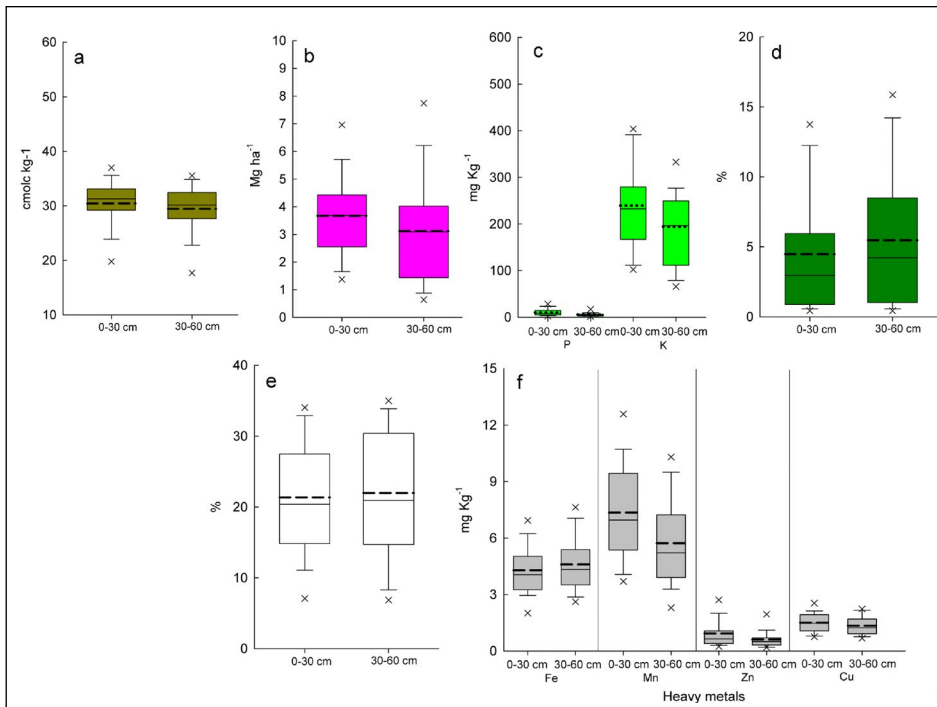 a
60
50
40
30
20
10
cmolc kg-1
0-30 cm 30-60 cm
b
10
9
8
7
6
5
4
3
2
1
0
Mg ha⁻¹
0-30 cm 30-60 cm
c
600
500
400
300
200
100
0
mg Kg⁻¹
0-30 cm 30-60 cm 0-30 cm 30-60 cm
P K
d
20
15
10
5
0
%
0-30 cm 30-60 cm
e
40
30
20
10
0
%
0-30 cm 30-60 cm
f
15
12
9
6
3
0
mg Kg⁻¹
0-30 cm 30-60 cm 0-30 cm 30-60 cm 0-30 cm 30-60 cm 0-30 cm 30-60 cm
Fe Mn Zn Cu
Heavy metals